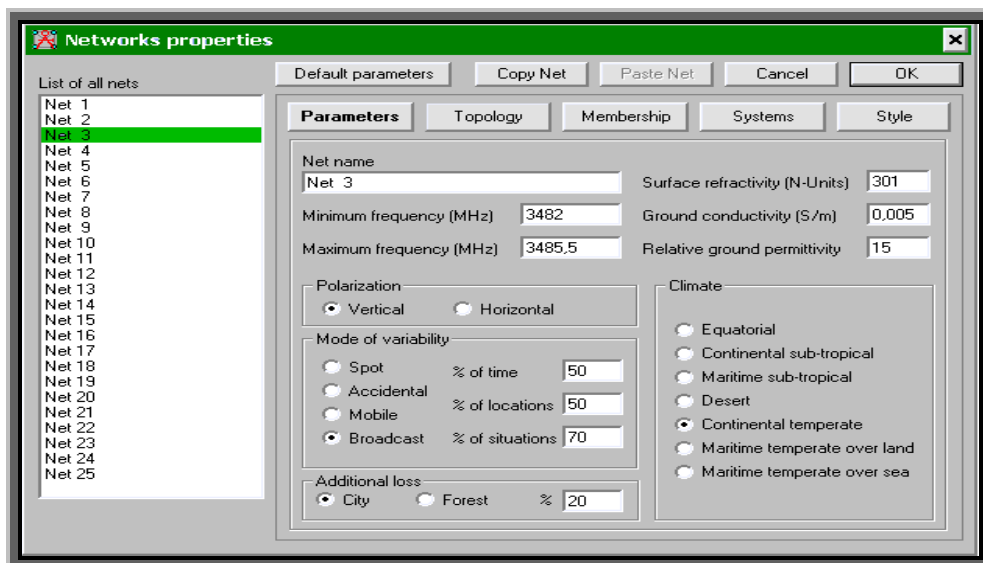 Networks properties
List of all nets
Net 1
Net 2
Net 3
Net 4
Net 5
Net 6
Net 7
Net 8
Net 9
Net 10
Net 11
Net 12
Net 13
Net 14
Net 15
Net 16
Net 17
Net 18
Net 19
Net 20
Net 21
Net 22
Net 23
Net 24
Net 25
Default parameters Copy Net Paste Net Cancel OK
Parameters Topology Membership Systems Style
Net name
Net 3
Minimum frequency (MHz) 3482
Maximum frequency (MHz) 3485,5
Surface refractivity (N-Units) 301
Ground conductivity (S/m) 0,005
Relative ground permittivity 15
Polarization
Vertical Horizontal
Mode of variability
Spot
Accidental
Mobile
Broadcast
% of time 50
% of locations 50
% of situations 70
Additional loss
City Forest % 20
Climate
Equatorial
Continental sub-tropical
Maritime sub-tropical
Desert
Continental temperate
Maritime temperate over land
Maritime temperate over sea